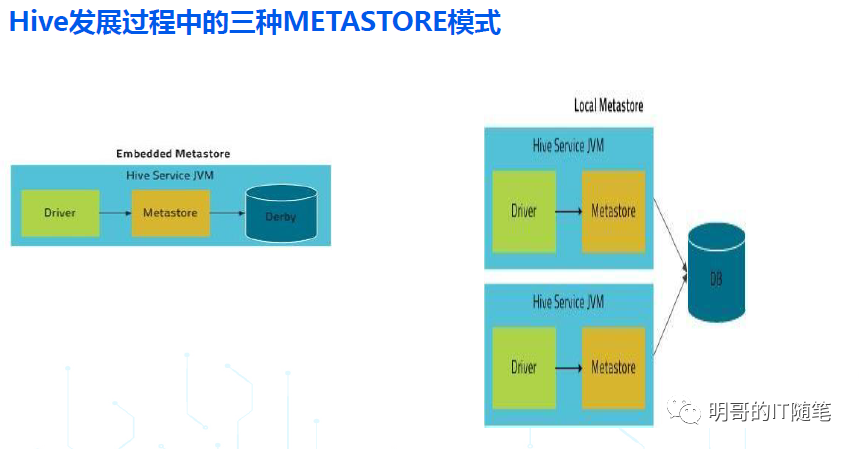 Hive发展过程中的三种METASTORE模式
Embedded Metastore
Hive Service JVM
Driver
Metastore
Derby
Local Metastore
Hive Service JVM
Driver
Metastore
DB
Hive Service JVM
Driver
Metastore
明哥的IT随笔